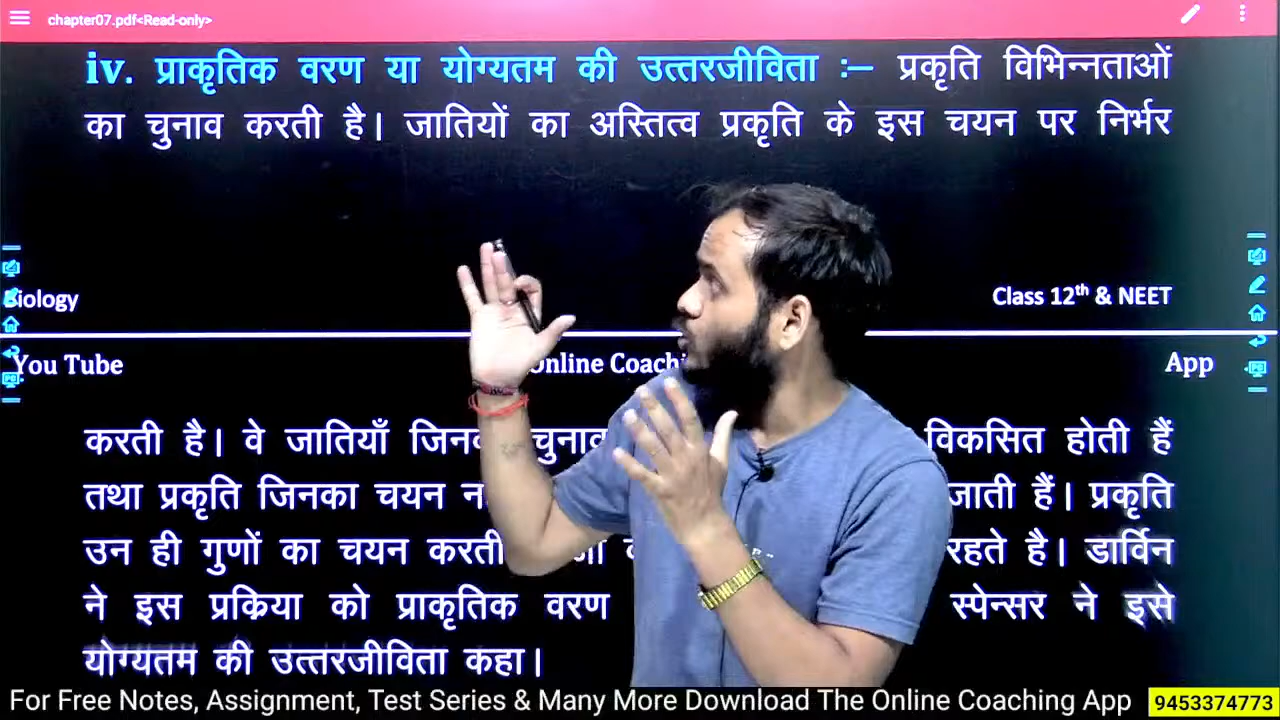 chapter07.pdf<Read-only>
iv. प्राकृतिक वरण या योग्यतम की उत्तरजीविता :– प्रकृति विभिन्नताओं
का चुनाव करती है। जातियों का अस्तित्व प्रकृति के इस चयन पर निर्भर
Biology
Class 12th & NEET
You Tube Online App
करती है। वे जातियाँ चुनाव विकसित होती हैं
तथा प्रकृति जिनका चयन जाती हैं। प्रकृति
उन ही गुणों का चयन करती रहते है। डार्विन
ने इस प्रक्रिया को प्राकृतिक वरण स्पेन्सर ने इसे
योग्यतम की उत्तरजीविता कहा।
For Free Notes, Assignment, Test Series & Many More Download The Online Coaching App 9453374773